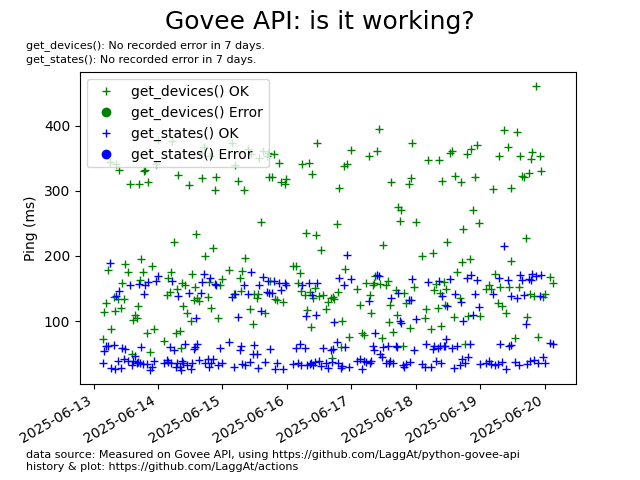 Govee API: is it working?
get_devices(): No recorded error in 7 days.
get_states(): No recorded error in 7 days.
get_devices() OK
get_devices() Error
get_states() OK
get_states() Error
Ping (ms)
400
300
200
100
2025-06-13
2025-06-14
2025-06-15
2025-06-16
2025-06-17
2025-06-18
2025-06-19
2025-06-20
data source: Measured on Govee API, using https://github.com/LaggAt/python-govee-api
history & plot: https://github.com/LaggAt/actions